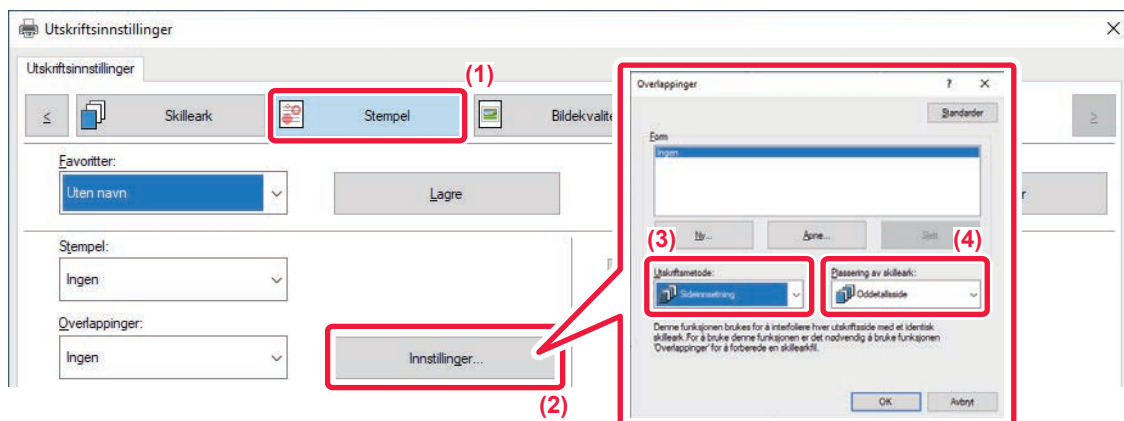 Utskriftsinnstillinger
Utskriftsinnstillinger
(1)
< Skilleark Stempel Bildekvalite >
Favoritter:
Uten navn Lagre r
Stempel:
Ingen
Overlappinger:
Ingen Innstillinger...
(2)
Overlappinger ? ×
Standarder
Form
Ingen
Ny... Åpne... Slett
(3) (4)
Utskriftsmetode: Plassering av skilleark:
Sideinnsetning Oddetallsside
Denne funksjonen brukes for å interfoliere hver utskriftsside med et identisk
skilleark. For å bruke denne funksjonen er det nødvendig å bruke funksjonen
'Overlappinger' for å forberede en skillearkfil.
OK Avbryt